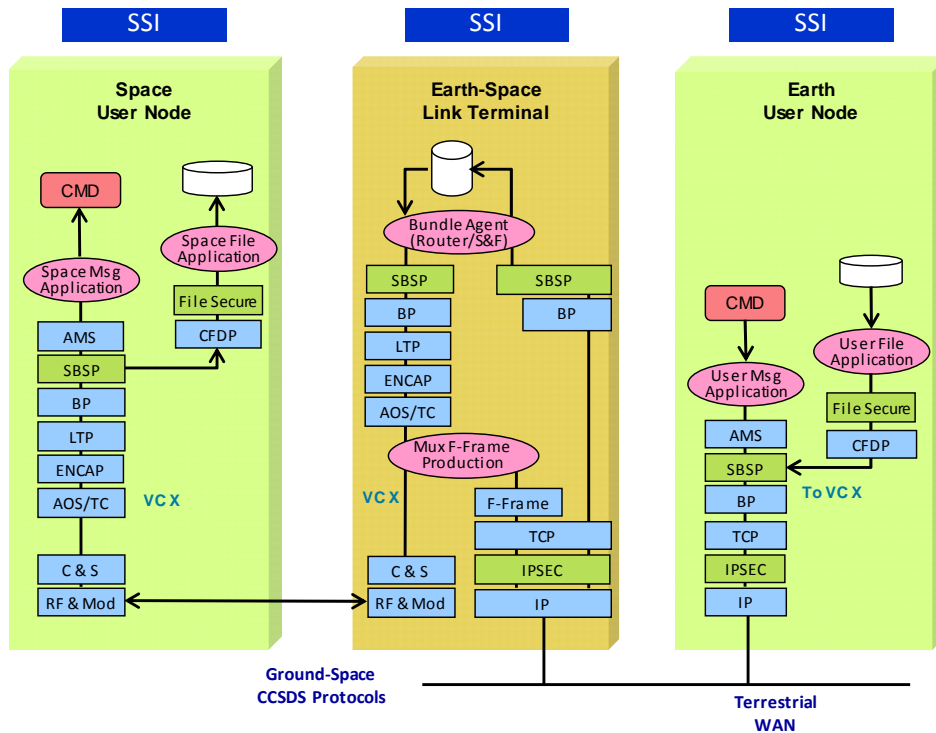 SSI
SSI
SSI
Space
User Node
CMD
Space File
Application
Space Msg
Application
File Secure
AMS
CFDP
SBSP
BP
LTP
ENCAP
AOS/TC
VC X
C & S
RF & Mod
Earth-Space
Link Terminal
Bundle Agent
(Router/S&F)
SBSP
SBSP
BP
BP
LTP
ENCAP
AOS/TC
Mux F-Frame
Production
VC X
F-Frame
TCP
C & S
IPSEC
RF & Mod
IP
Earth
User Node
CMD
User File
Application
User Msg
Application
File Secure
AMS
CFDP
SBSP
To VC X
BP
TCP
IPSEC
IP
Ground-Space
CCSDS Protocols
Terrestrial
WAN